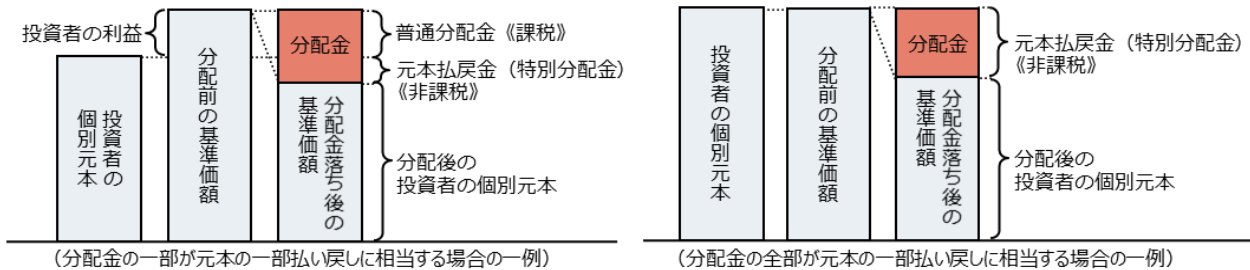 投資者の利益
投資者の
個別元本
分配前の基準価額
分配金
分配金落ち後の
基準価額
普通分配金《課税》
元本払戻金（特別分配金）
《非課税》
分配後の
投資者の個別元本
（分配金の一部が元本の一部払い戻しに相当する場合の一例）
投資者の個別元本
分配前の基準価額
分配金
分配金落ち後の
基準価額
元本払戻金（特別分配金）
《非課税》
分配後の
投資者の個別元本
（分配金の全部が元本の一部払い戻しに相当する場合の一例）